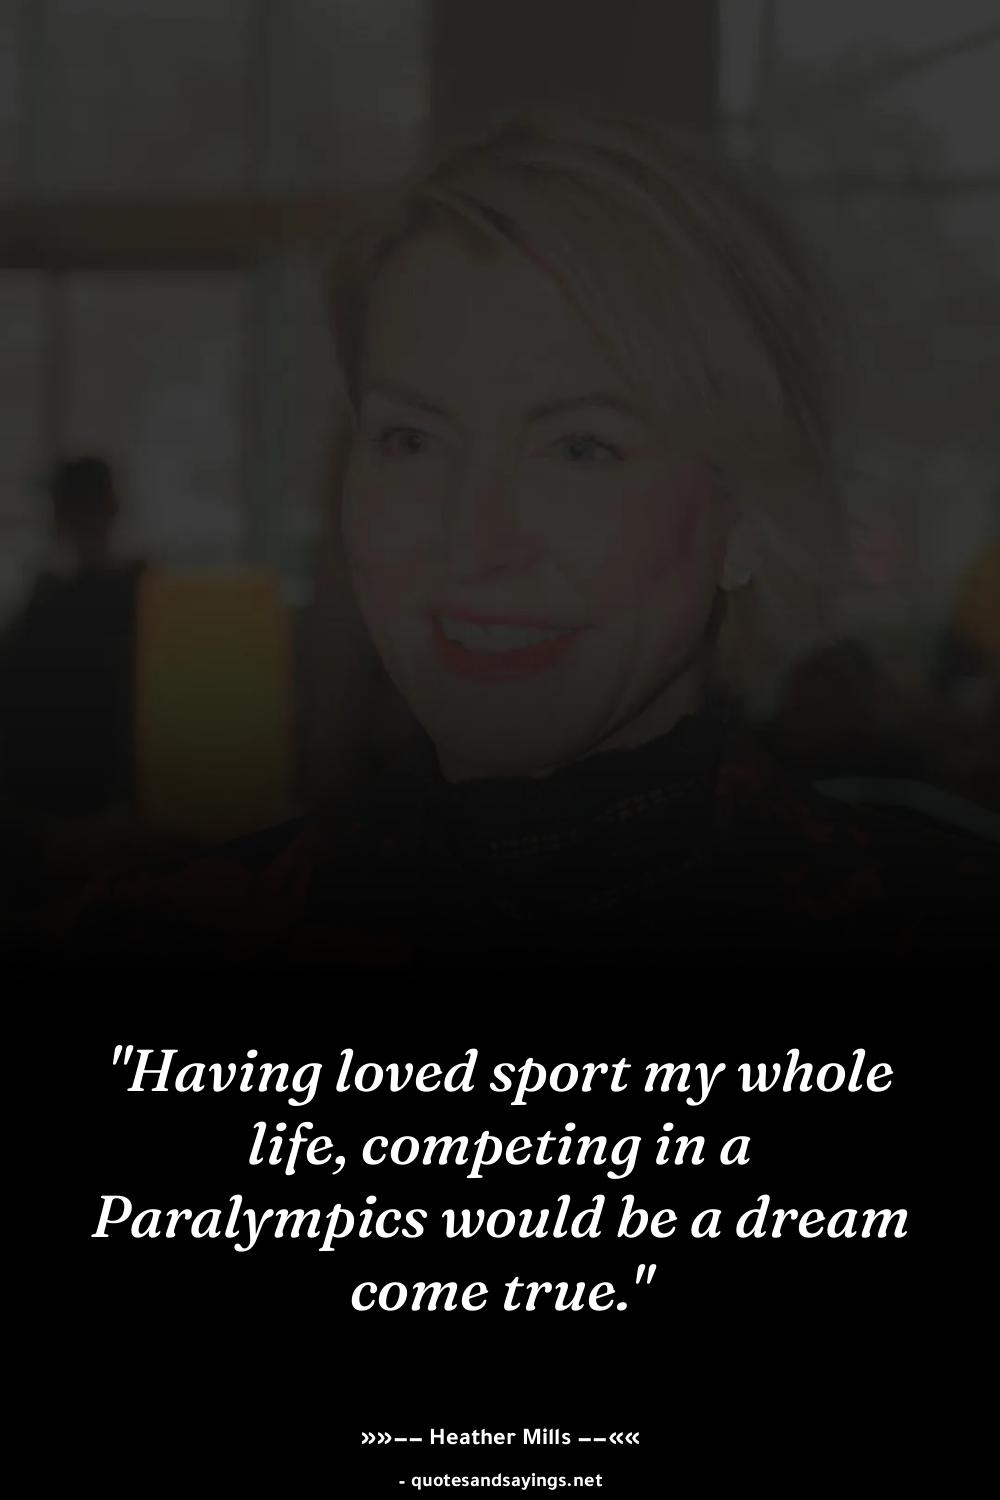 "Having loved sport my whole
life, competing in a
Paralympics would be a dream
come true."
»»–– Heather Mills ––««
- quotesandsayings.net